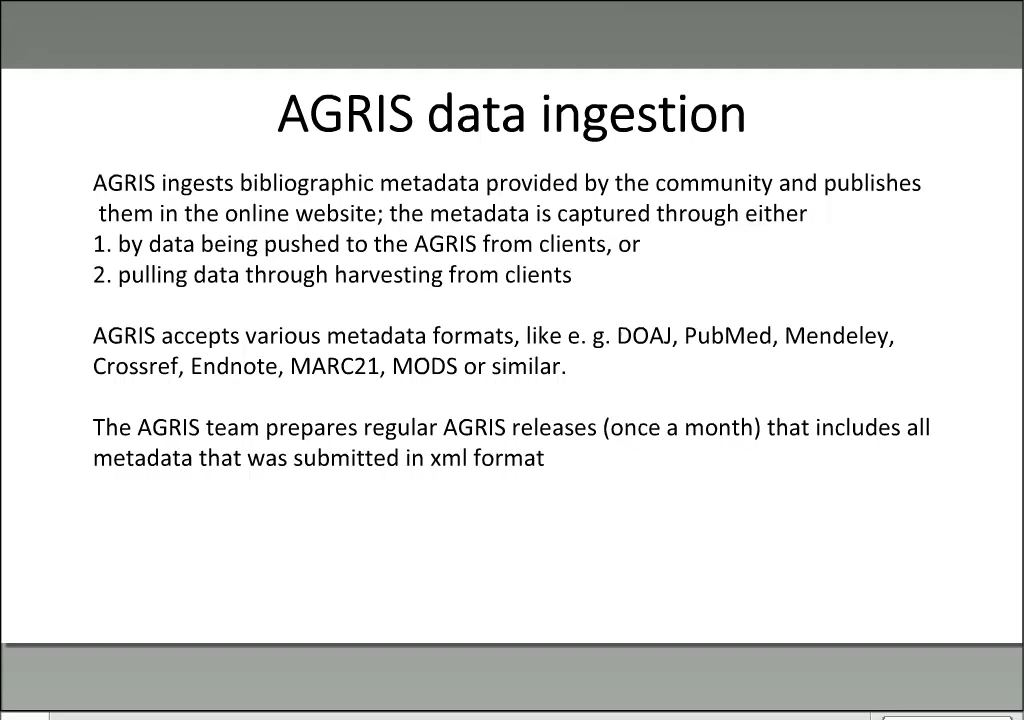 AGRIS data ingestion
AGRIS ingests bibliographic metadata provided by the community and publishes
them in the online website; the metadata is captured through either
1. by data being pushed to the AGRIS from clients, or
2. pulling data through harvesting from clients
AGRIS accepts various metadata formats, like e. g. DOAJ, PubMed, Mendeley,
Crossref, Endnote, MARC21, MODS or similar.
The AGRIS team prepares regular AGRIS releases (once a month) that includes all
metadata that was submitted in xml format